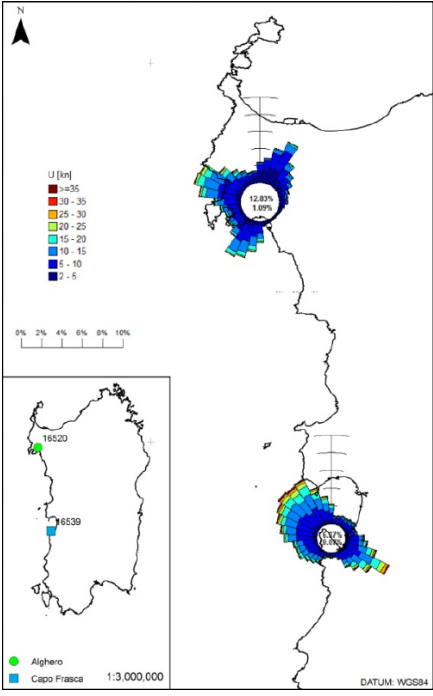 N
12.83%
1.09%
U [kn]
>=35
30 - 35
25 - 30
20 - 25
15 - 20
10 - 15
5 - 10
2 - 5
0% 2% 4% 6% 8% 10%
16520
16539
Alghero
Capo Frasca
1:3,000,000
DATUM: WGS84